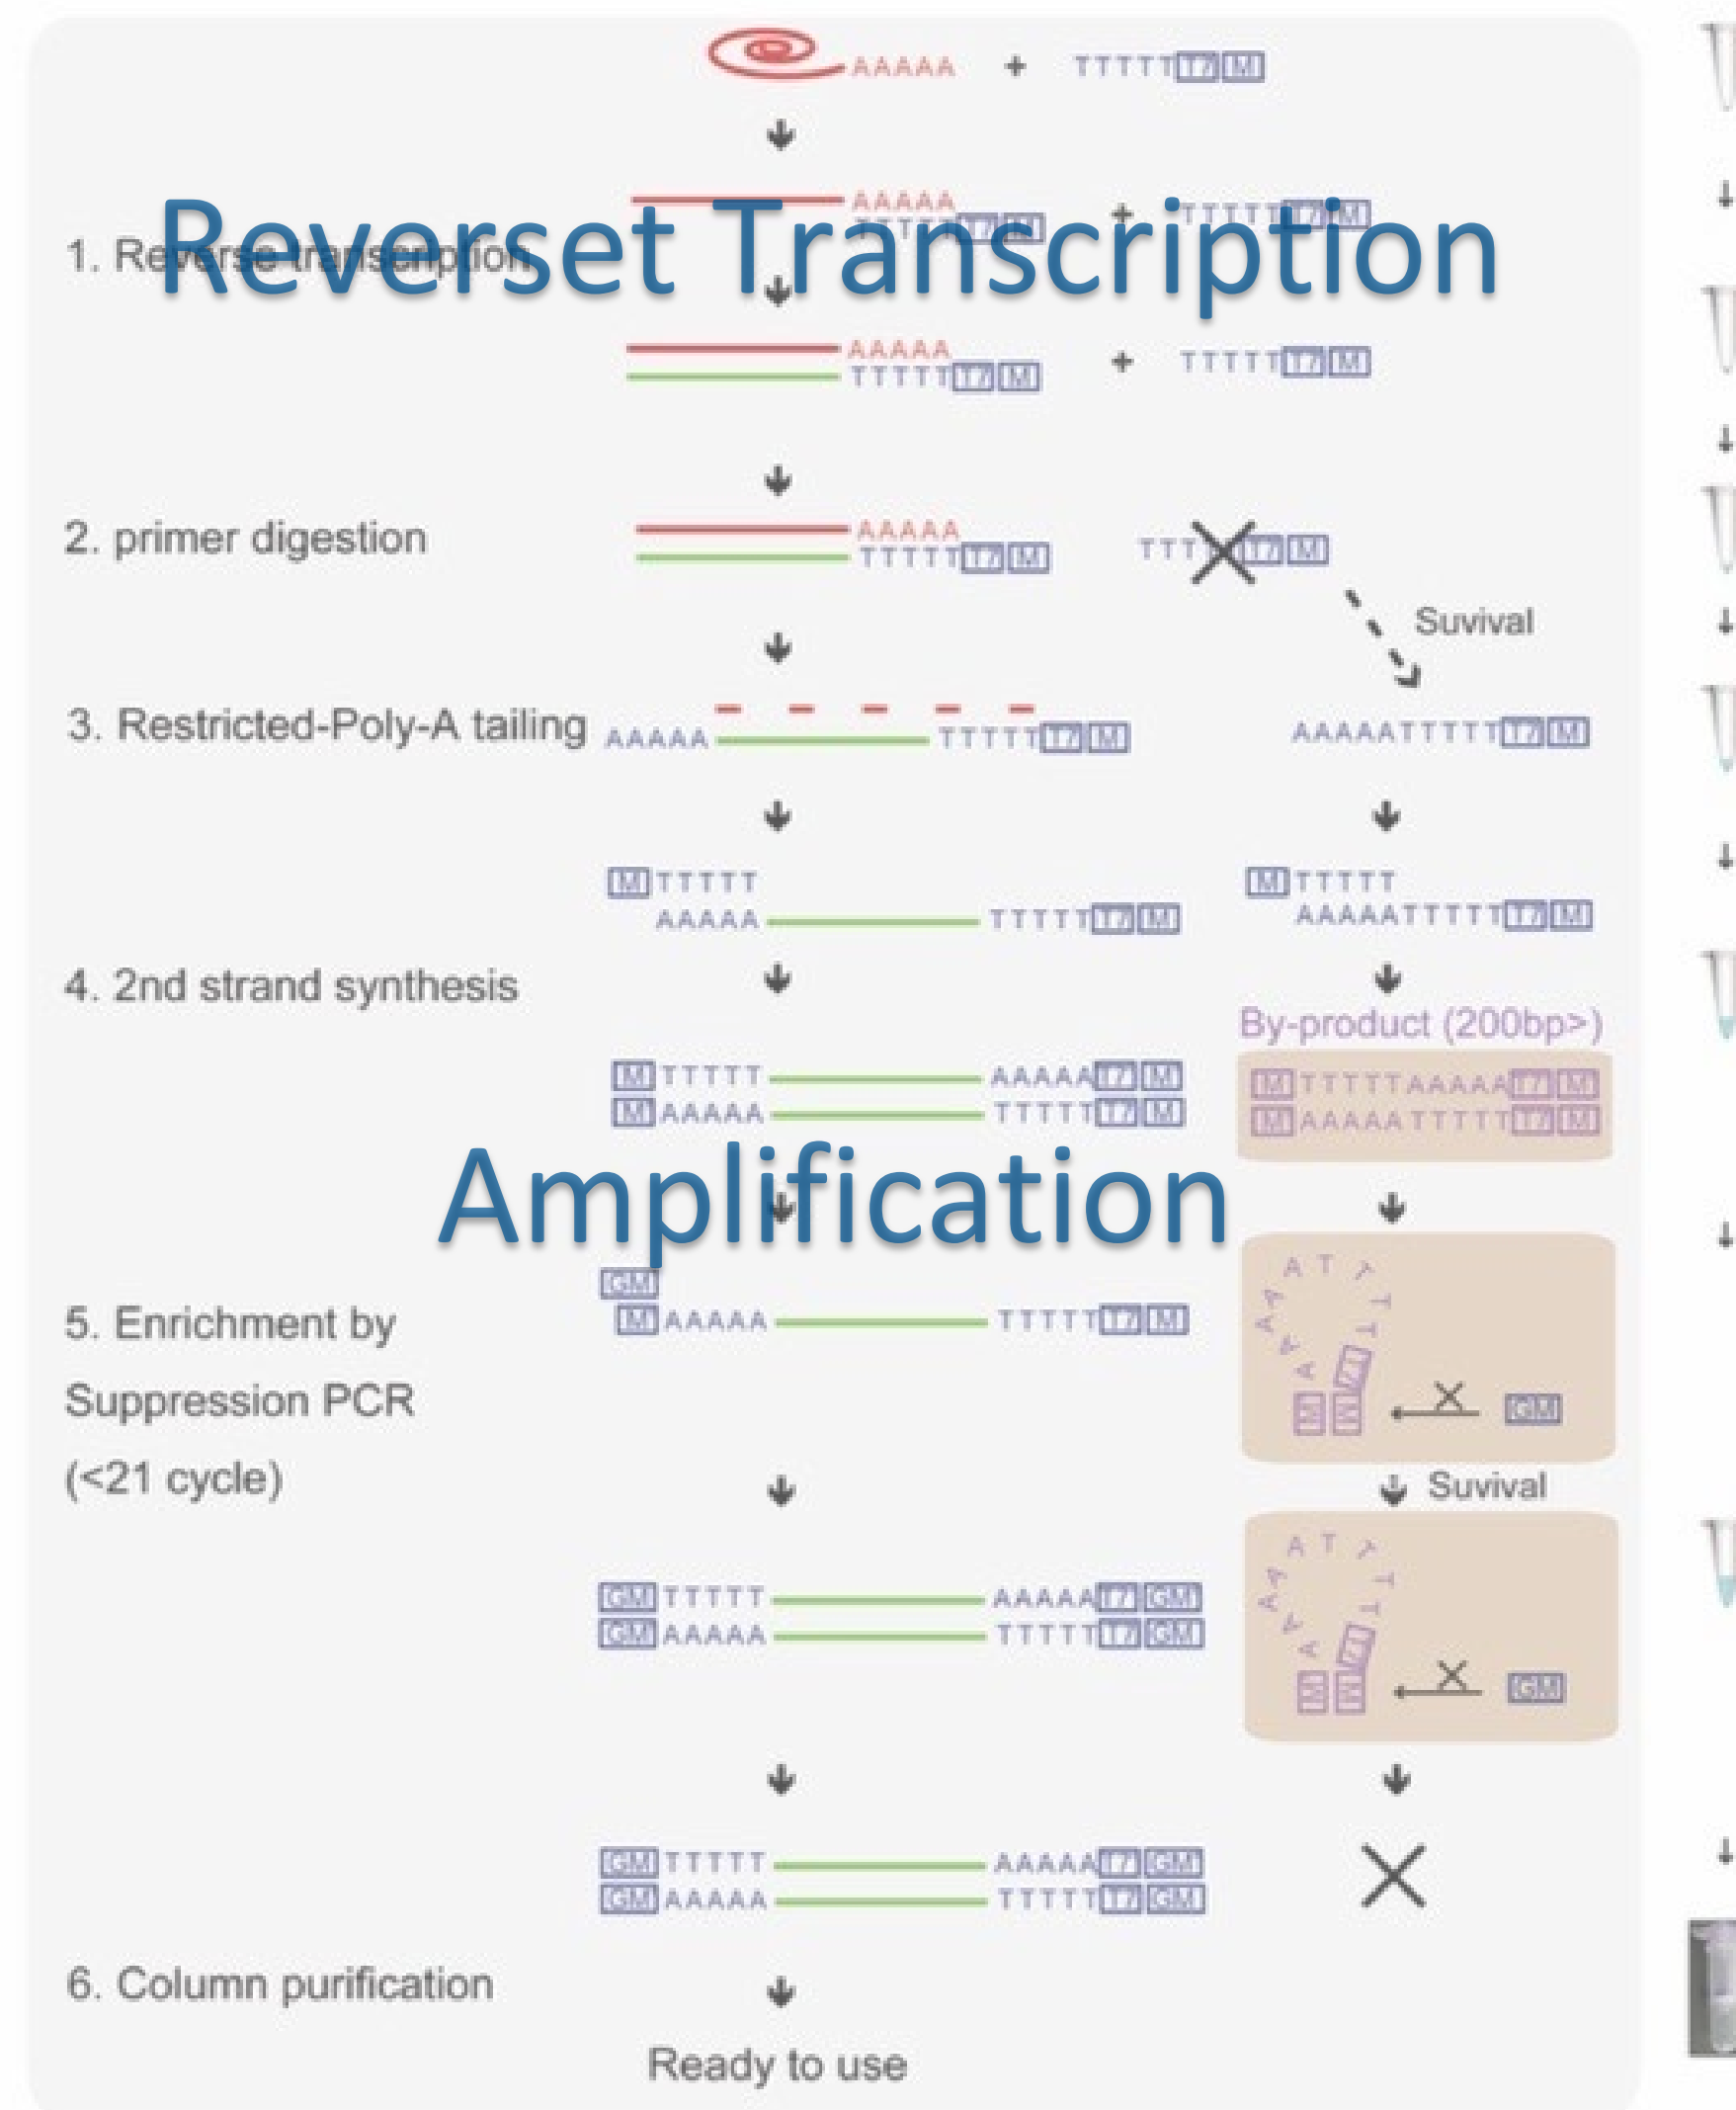 AAAAA + TTTTT T7 M
AAAAA
TTTTT T7 M + TTTTT T7 M
Reverset Transcription
1. Reverse transcription
AAAAA
TTTTT T7 M + TTTTT T7 M
2. primer digestion
AAAAA
TTTTT T7 M TTT T7 M
Suvival
3. Restricted-Poly-A tailing
AAAAA TTTTT T7 M AAAAATTTTT T7 M
M TTTTT M TTTTT
AAAAA TTTTT T7 M AAAAATTTTT T7 M
4. 2nd strand synthesis
By-product (200bp>)
M TTTTT AAAAA T7 M M TTTTTAAAAA T7 M
M AAAAA TTTTT T7 M M AAAAATTTTT T7 M
Amplification
GM
M AAAAA TTTTT T7 M
5. Enrichment by
Suppression PCR
(<21 cycle)
A T T
A A A A A T T T7
M M GM
Suvival
A T T
A A A A T T T7
M M GM
GM TTTTT AAAAA T7 GM
GM AAAAA TTTTT T7 GM
GM TTTTT AAAAA T7 GM
GM AAAAA TTTTT T7 GM
6. Column purification
Ready to use